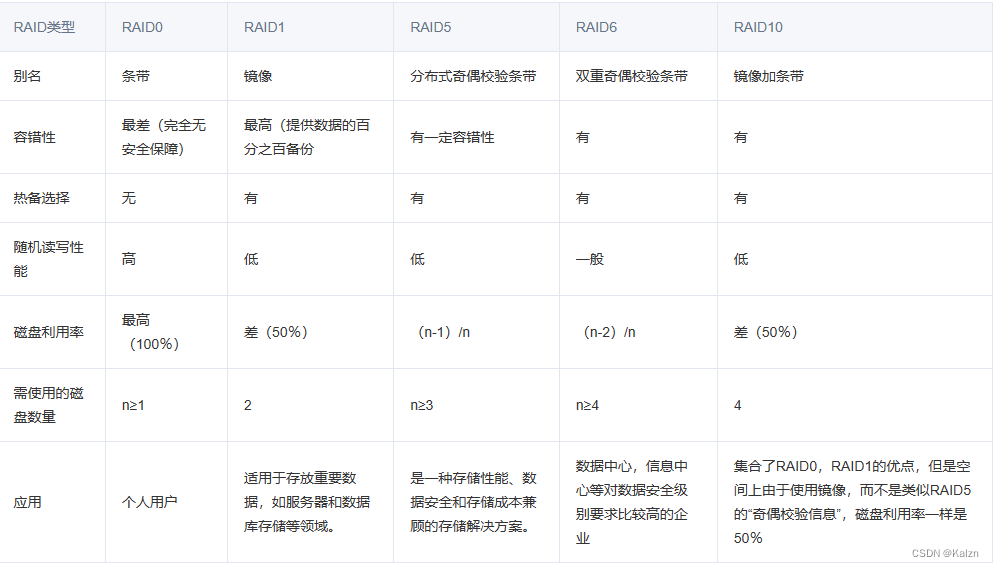 RAID类型 RAID0 RAID1 RAID5 RAID6 RAID10
别名 条带 镜像 分布式奇偶校验条带 双重奇偶校验条带 镜像加条带
容错性
最差（完全无
安全保障）
最高（提供数据的百
分之百备份
有一定容错性
有
有
热备选择 无 有 有 有 有
随机读写性
能
高
低
低
一般
低
磁盘利用率
最高
（100%）
差（50%）
（n-1）/n
（n-2）/n
差（50%）
需使用的磁
盘数量
n≥1
2
n≥3
n≥4
4
应用
个人用户
适用于存放重要数
据，如服务器和数据
库存储等领域。
是一种存储性能、数
据安全和存储成本兼
顾的存储解决方案。
数据中心，信息中
心等对数据安全级
别要求比较高的企
业
集合了RAID0，RAID1的优点，但是空
间上由于使用镜像，而不是类似RAID5
的“奇偶校验信息”，磁盘利用率一样是
50%
CSDN @Kalzn